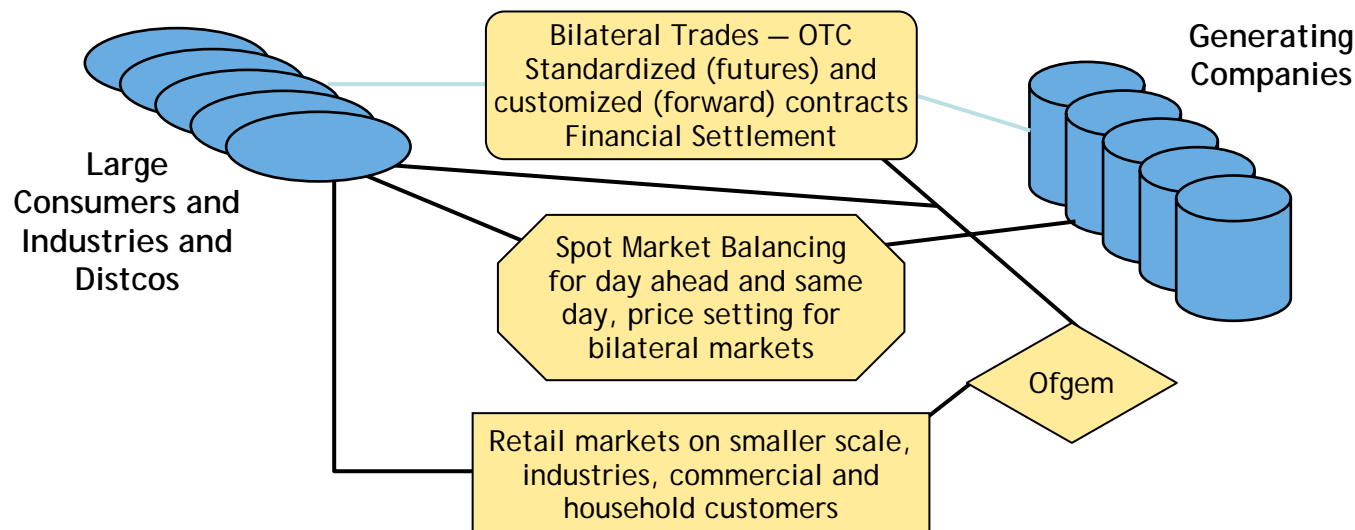 Bilateral Trades — OTC
Standardized (futures) and
customized (forward) contracts
Financial Settlement
Generating
Companies
Large
Consumers and
Industries and
Distcos
Spot Market Balancing
for day ahead and same
day, price setting for
bilateral markets
Ofgem
Retail markets on smaller scale,
industries, commercial and
household customers